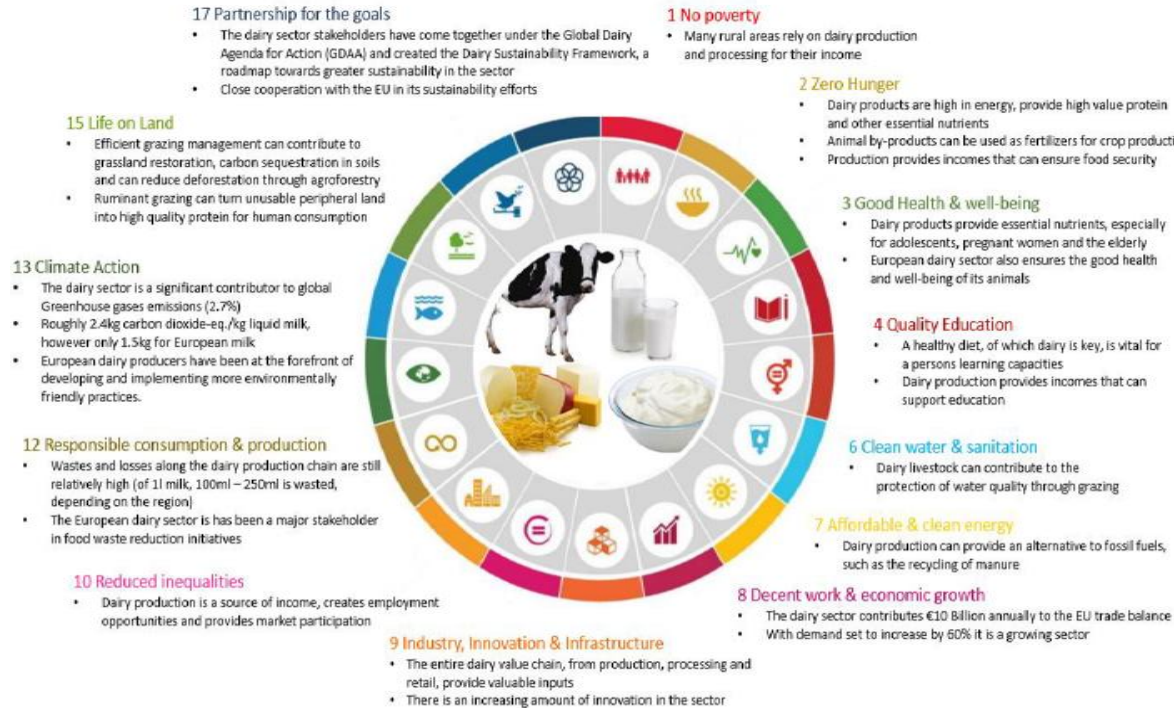 17 Partnership for the goals
• The dairy sector stakeholders have come together under the Global Dairy
Agenda for Action (GDAA) and created the Dairy Sustainability Framework, a
roadmap towards greater sustainability in the sector
• Close cooperation with the EU in its sustainability efforts
1 No poverty
• Many rural areas rely on dairy production
and processing for their income
2 Zero Hunger
• Dairy products are high in energy, provide high value protein
and other essential nutrients
• Animal by-products can be used as fertilizers for crop producti
• Production provides incomes that can ensure food security
15 Life on Land
• Efficient grazing management can contribute to
grassland restoration, carbon sequestration in soils
and can reduce deforestation through agroforestry
• Ruminant grazing can turn unusable peripheral land
into high quality protein for human consumption
3 Good Health & well-being
• Dairy products provide essential nutrients, especially
for adolescents, pregnant women and the elderly
• European dairy sector also ensures the good health
and well-being of its animals
13 Climate Action
• The dairy sector is a significant contributor to global
Greenhouse gases emissions (2.7%)
• Roughly 2.4kg carbon dioxide-eq./kg liquid milk,
however only 1.5kg for European milk
• European dairy producers have been at the forefront of
developing and implementing more environmentally
friendly practices.
4 Quality Education
• A healthy diet, of which dairy is key, is vital for
a persons learning capacities
• Dairy production provides incomes that can
support education
12 Responsible consumption & production
• Wastes and losses along the dairy production chain are still
relatively high (of 1l milk, 100ml – 250ml is wasted,
depending on the region)
• The European dairy sector is has been a major stakeholder
in food waste reduction initiatives
6 Clean water & sanitation
• Dairy livestock can contribute to the
protection of water quality through grazing
7 Affordable & clean energy
• Dairy production can provide an alternative to fossil fuels,
such as the recycling of manure
10 Reduced inequalities
• Dairy production is a source of income, creates employment
opportunities and provides market participation
8 Decent work & economic growth
• The dairy sector contributes €10 Billion annually to the EU trade balance
• With demand set to increase by 60% it is a growing sector
9 Industry, Innovation & Infrastructure
• The entire dairy value chain, from production, processing and
retail, provide valuable inputs
• There is an increasing amount of innovation in the sector